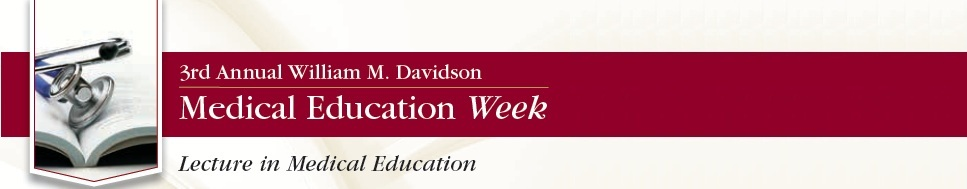 3rd Annual William M. Davidson
Medical Education Week
Lecture in Medical Education